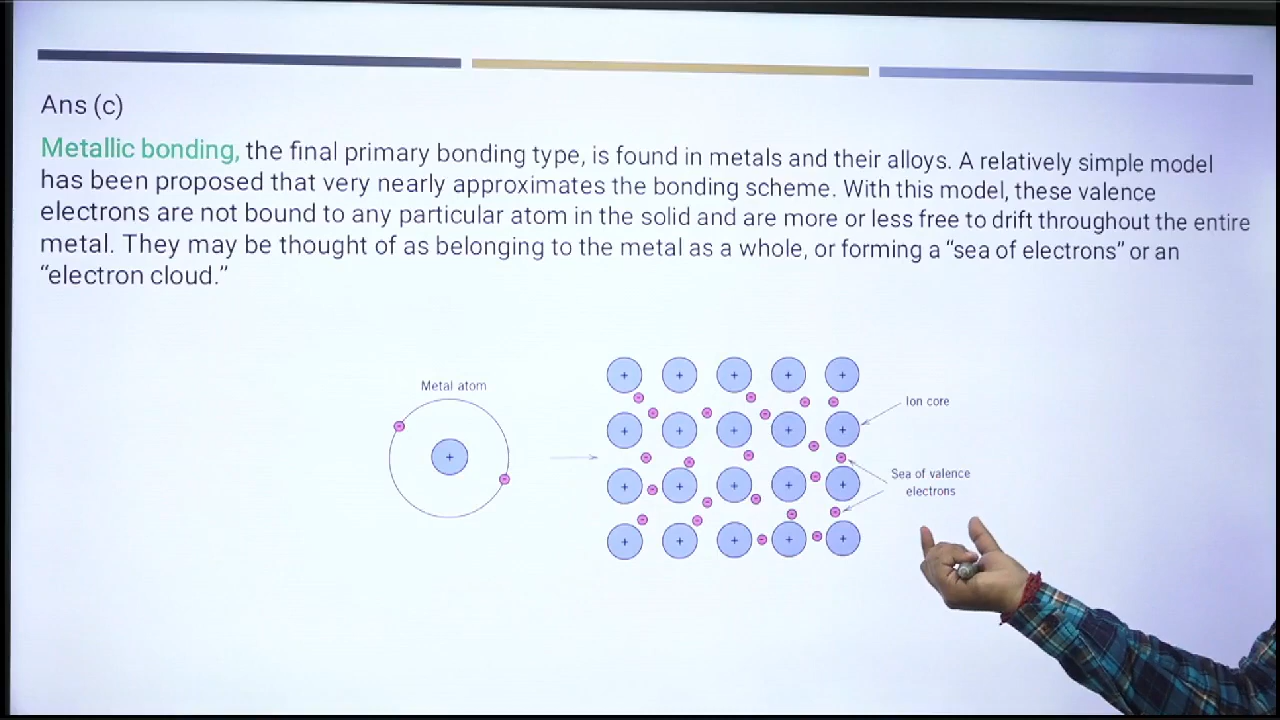 Ans (c)
Metallic bonding, the final primary bonding type, is found in metals and their alloys. A relatively simple model
has been proposed that very nearly approximates the bonding scheme. With this model, these valence
electrons are not bound to any particular atom in the solid and are more or less free to drift throughout the entire
metal. They may be thought of as belonging to the metal as a whole, or forming a “sea of electrons” or an
“electron cloud.”
Metal atom
Ion core
Sea of valence
electrons